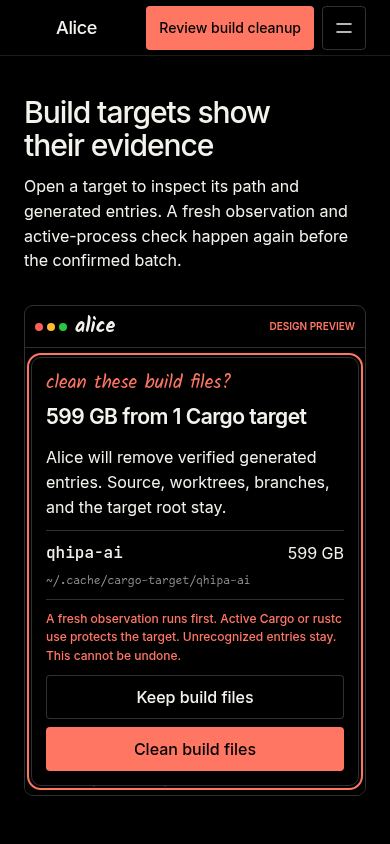 Alice
Review build cleanup
Build targets show
their evidence
Open a target to inspect its path and
generated entries. A fresh observation and
active-process check happen again before
the confirmed batch.
alice
DESIGN PREVIEW
clean these build files?
599 GB from 1 Cargo target
Alice will remove verified generated
entries. Source, worktrees, branches,
and the target root stay.
qhipa-ai 599 GB
~/.cache/cargo-target/qhipa-ai
A fresh observation runs first. Active Cargo or rustc
use protects the target. Unrecognized entries stay.
This cannot be undone.
Keep build files
Clean build files